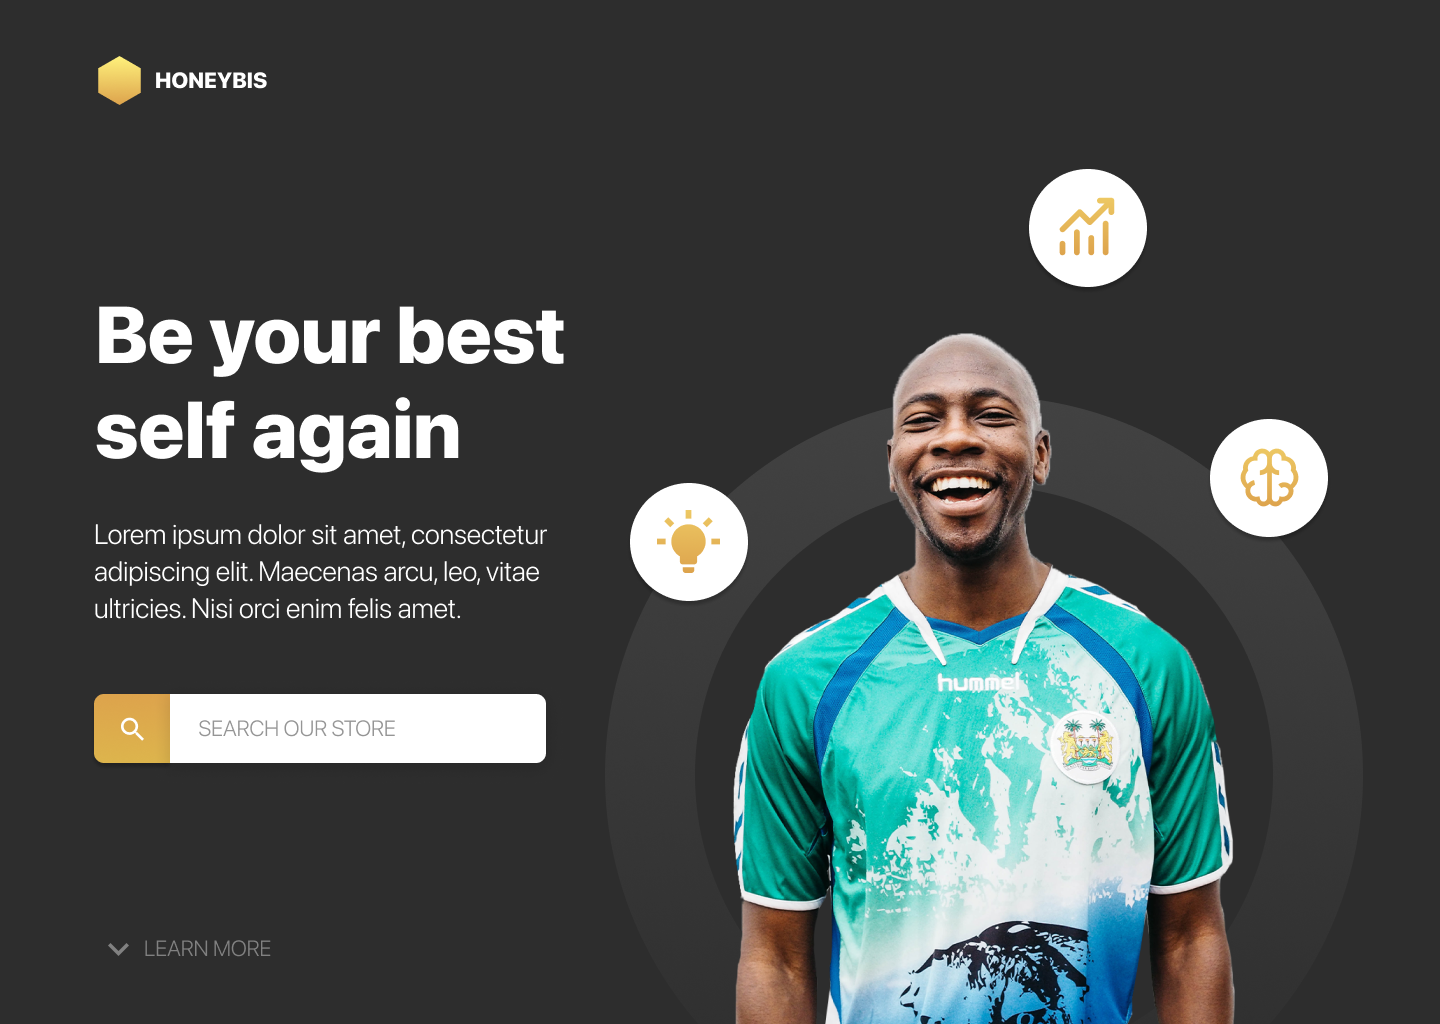 HONEYBIS
Be your best
self again
Lorem ipsum dolor sit amet, consectetur
adipiscing elit. Maecenas arcu, leo, vitae
ultricies. Nisi orci enim felis amet.
SEARCH OUR STORE
hummel
LEARN MORE